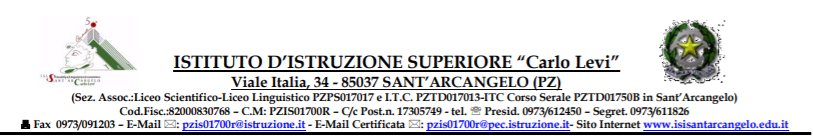 ISTITUTO D'ISTRUZIONE SUPERIORE "Carlo Levi"
Viale Italia, 34 - 85037 SANT'ARCANGELO (PZ)
(Sez. Assoc.:Liceo Scientifico-Liceo Linguistico PZPS017017 e I.T.C. PZTD017013-ITC Corso Serale PZTD01750B in Sant'Arcangelo)
Cod.Fisc.:82000830768 – C.M: PZIS01700R – C/c Post.n. 17305749 - tel. ☏ Presid. 0973/612450 – Segret. 0973/611826
Fax 0973/091203 – E-Mail ✉: pzis01700r@istruzione.it - E-Mail Certificata ✉: pzis01700r@pec.istruzione.it- Sito Internet www.isisantarcangelo.edu.it